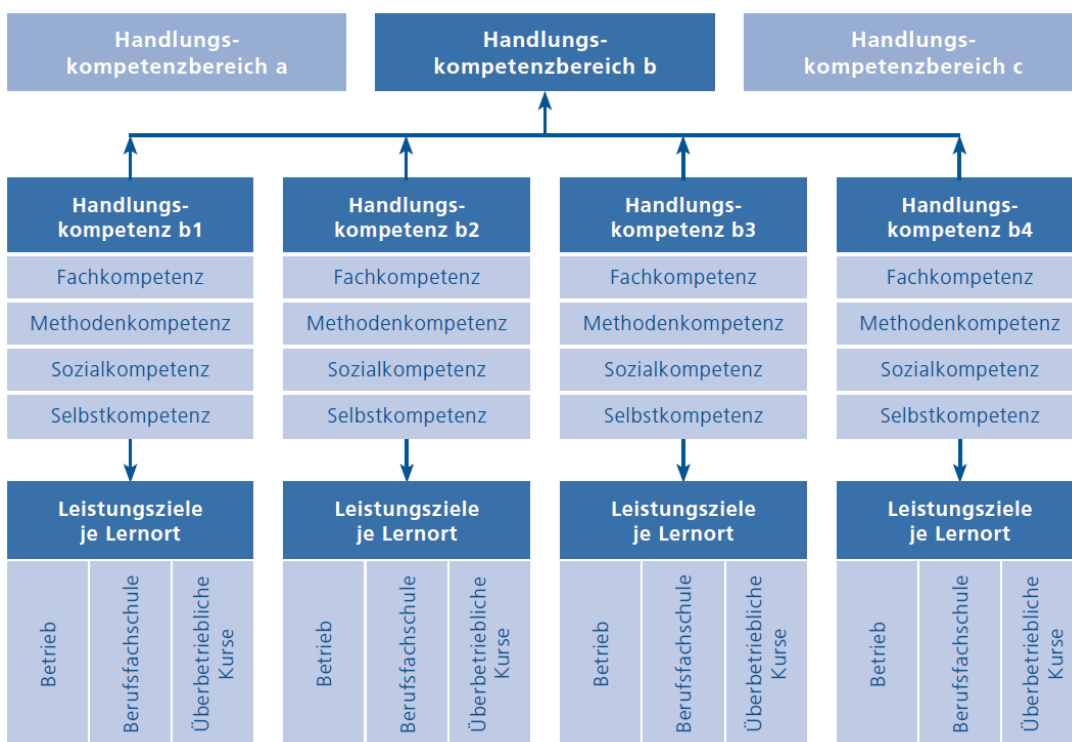 Handlungs-
kompetenzbereich a
Handlungs-
kompetenzbereich b
Handlungs-
kompetenzbereich c
Handlungs-
kompetenz b1
Fachkompetenz
Methodenkompetenz
Sozialkompetenz
Selbstkompetenz
Leistungsziele
je Lernort
Betrieb
Berufsfachschule
Überbetriebliche
Kurse
Handlungs-
kompetenz b2
Fachkompetenz
Methodenkompetenz
Sozialkompetenz
Selbstkompetenz
Leistungsziele
je Lernort
Betrieb
Berufsfachschule
Überbetriebliche
Kurse
Handlungs-
kompetenz b3
Fachkompetenz
Methodenkompetenz
Sozialkompetenz
Selbstkompetenz
Leistungsziele
je Lernort
Betrieb
Berufsfachschule
Überbetriebliche
Kurse
Handlungs-
kompetenz b4
Fachkompetenz
Methodenkompetenz
Sozialkompetenz
Selbstkompetenz
Leistungsziele
je Lernort
Betrieb
Berufsfachschule
Überbetriebliche
Kurse